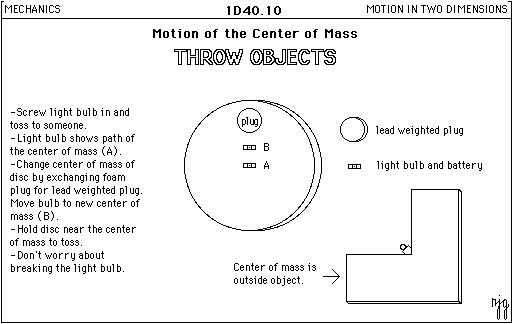 MECHANICS
1D40.10
MOTION IN TWO DIMENSIONS
Motion of the Center of Mass
THROW OBJECTS
-Screw light bulb in and
toss to someone.
-Light bulb shows path of
the center of mass (A).
-Change center of mass of
disc by exchanging foam
plug for lead weighted plug.
Move bulb to new center of
mass (B).
-Hold disc near the center
of mass to toss.
-Don't worry about
breaking the light bulb.
plug
B
A
lead weighted plug
light bulb and battery
Center of mass is
outside object.
njg